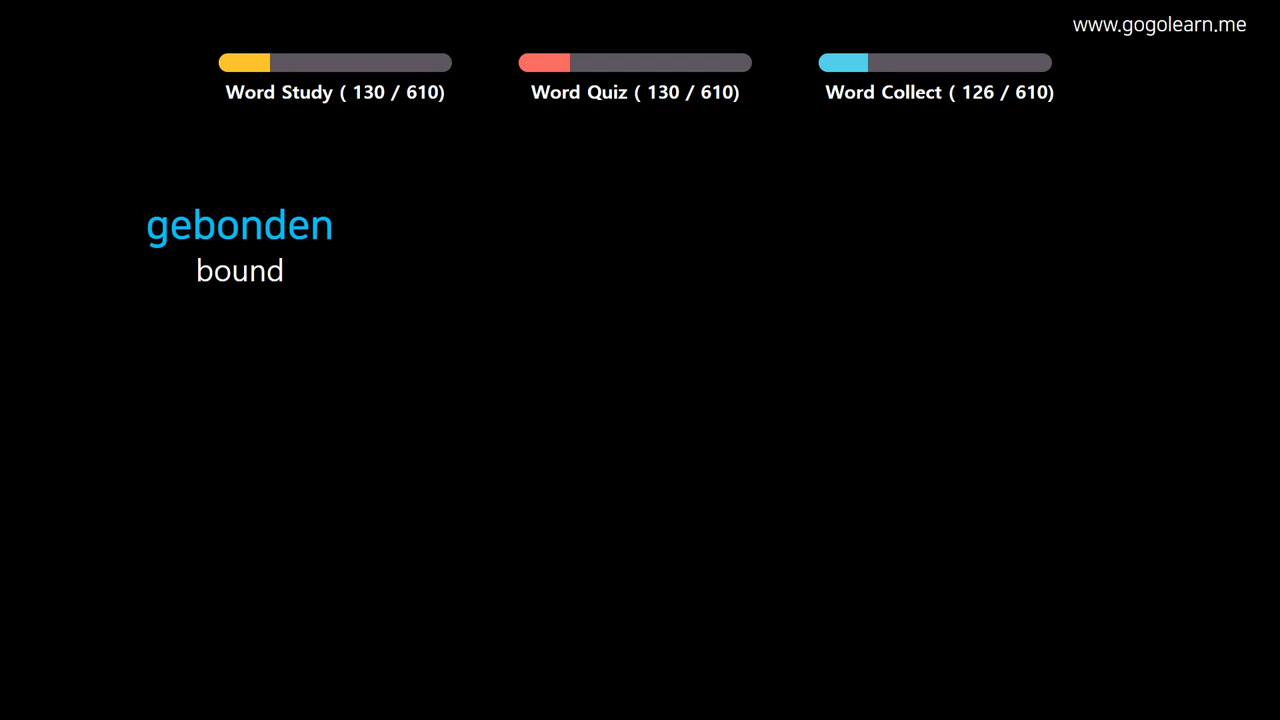 www.gogolearn.me
Word Study ( 130 / 610)
Word Quiz ( 130 / 610)
Word Collect ( 126 / 610)
gebonden
bound